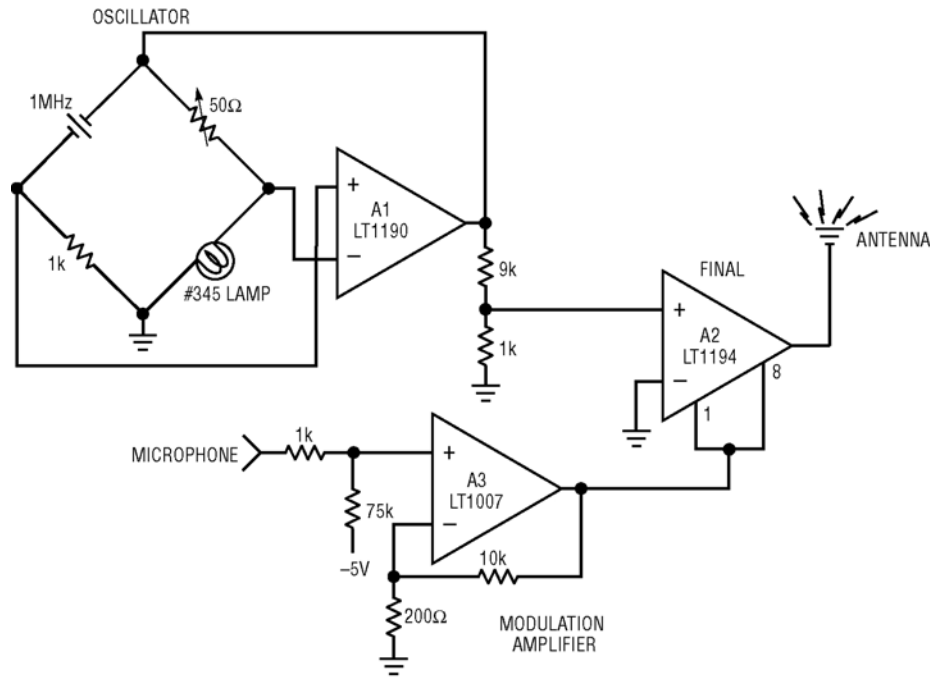 OSCILLATOR
1MHz
50Ω
1k
#345 LAMP
+
A1
LT1190
–
9k
1k
ANTENNA
FINAL
+
A2
LT1194
–
8
1
MICROPHONE
1k
75k
–5V
+
A3
LT1007
–
10k
200Ω
MODULATION
AMPLIFIER